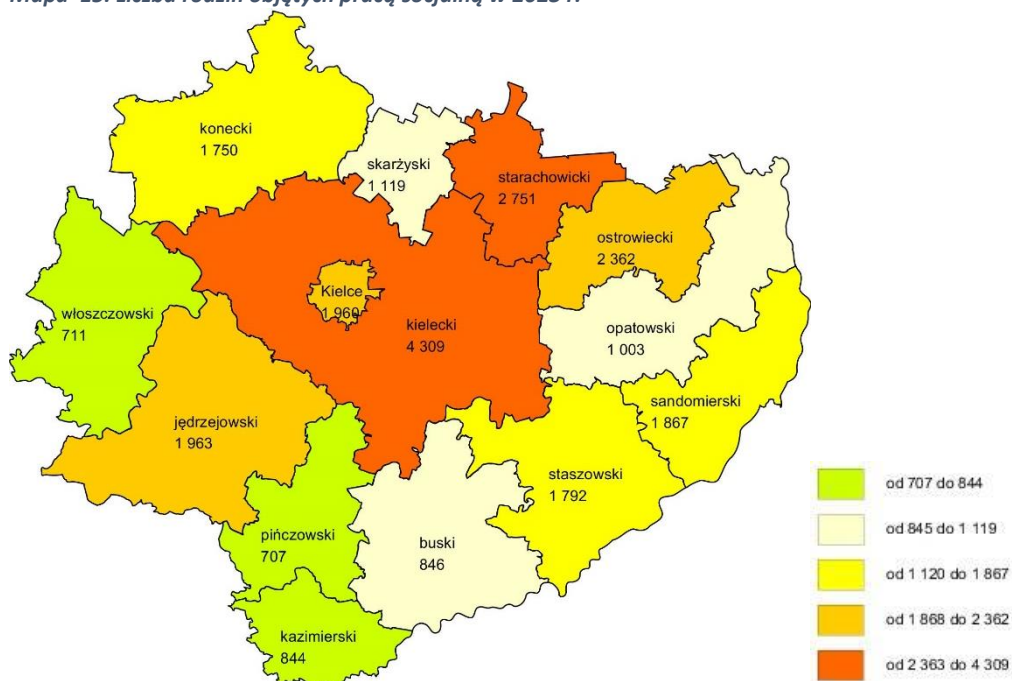 konecki
1 750
skarżyski
1 119
starachowicki
2 751
ostrowiecki
2 362
Kielce
1 960
włoszczowski
711
kielecki
4 309
opatowski
1 003
sandomierski
1 867
jędrzejowski
1 963
staszowski
1 792
pińczowski
707
buski
846
kazimierski
844
od 707 do 844
od 845 do 1 119
od 1 120 do 1 867
od 1 868 do 2 362
od 2 363 do 4 309